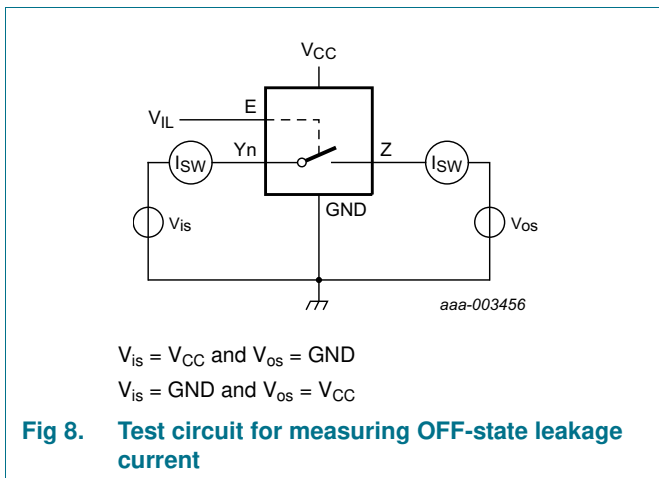 VCC
E
VIL
Yn
Z
ISW
ISW
GND
Vis
Vos
aaa-003456
Vis = VCC and Vos = GND
Vis = GND and Vos = VCC
Fig 8. Test circuit for measuring OFF-state leakage
current